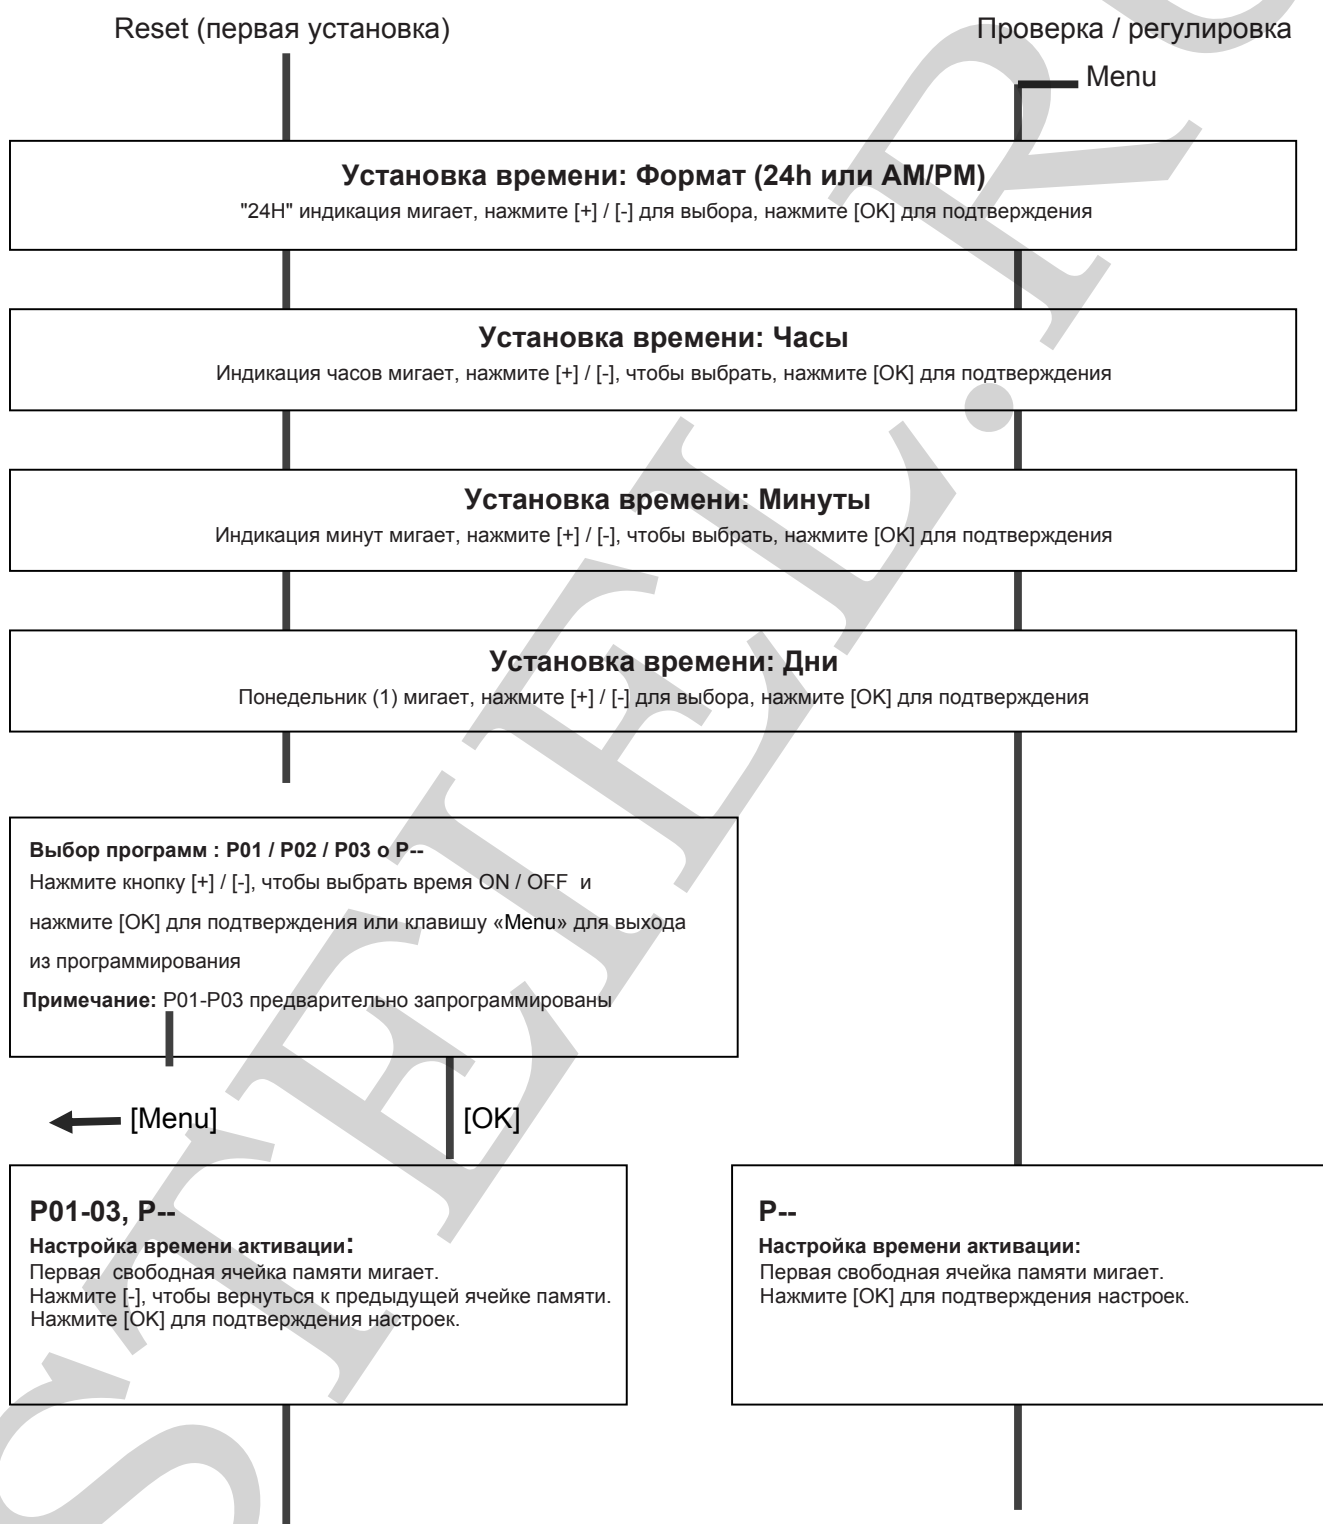 Reset (первая установка)
Проверка / регулировка
Menu
Установка времени: Формат (24h или AM/PM)
"24H" индикация мигает, нажмите [+] / [-] для выбора, нажмите [OK] для подтверждения
Установка времени: Часы
Индикация часов мигает, нажмите [+] / [-], чтобы выбрать, нажмите [OK] для подтверждения
Установка времени: Минуты
Индикация минут мигает, нажмите [+] / [-], чтобы выбрать, нажмите [OK] для подтверждения
Установка времени: Дни
Понедельник (1) мигает, нажмите [+] / [-] для выбора, нажмите [OK] для подтверждения
Выбор программ : P01 / P02 / P03 о P--
Нажмите кнопку [+] / [-], чтобы выбрать время ON / OFF и
нажмите [OK] для подтверждения или клавишу «Menu» для выхода
из программирования
Примечание: P01-P03 предварительно запрограммированы
[Menu]
[OK]
P01-03, P--
Настройка времени активации:
Первая свободная ячейка памяти мигает.
Нажмите [-], чтобы вернуться к предыдущей ячейке памяти.
Нажмите [OK] для подтверждения настроек.
P--
Настройка времени активации:
Первая свободная ячейка памяти мигает.
Нажмите [OK] для подтверждения настроек.
STEIEL.R